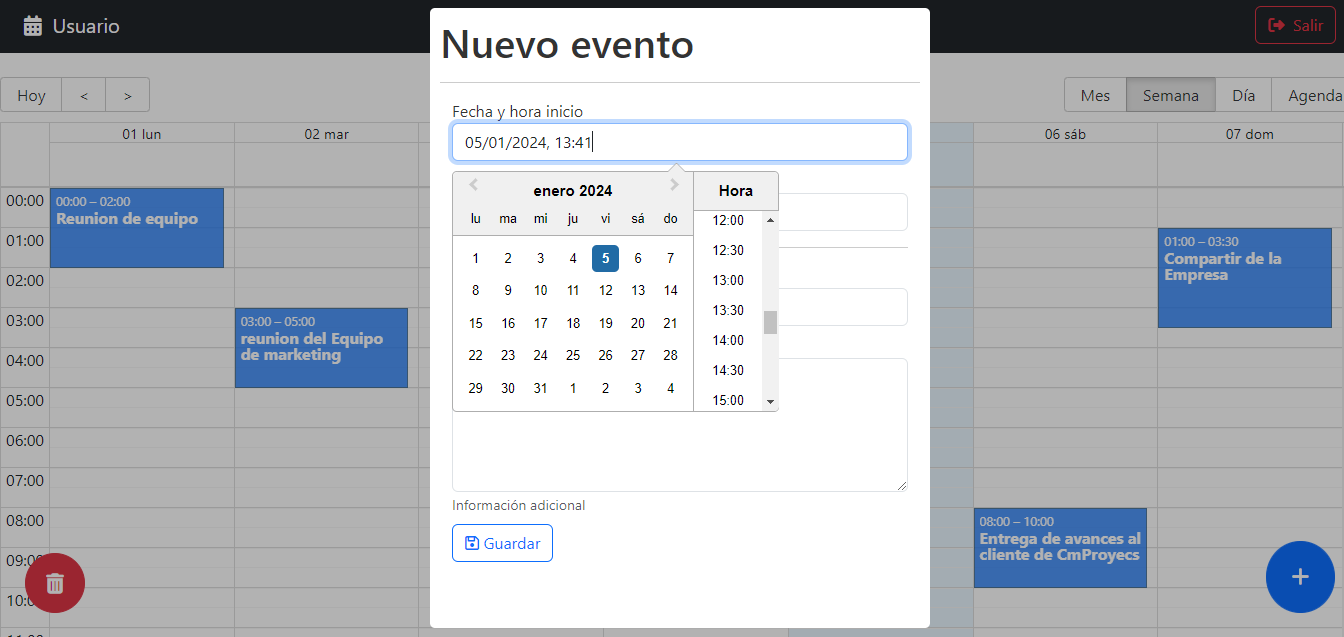 Usuario
Salir
Nuevo evento
Hoy < >
Mes Semana Día Agenda
01 lun 02 mar 06 sáb 07 dom
Fecha y hora inicio
05/01/2024, 13:41
enero 2024
lu ma mi ju vi sá do
1 2 3 4 5 6 7
8 9 10 11 12 13 14
15 16 17 18 19 20 21
22 23 24 25 26 27 28
29 30 31 1 2 3 4
Hora
12:00
12:30
13:00
13:30
14:00
14:30
15:00
Información adicional
Guardar
00:00
01:00
02:00
03:00
04:00
05:00
06:00
07:00
08:00
09:00
10:00
00:00 – 02:00
Reunion de equipo
03:00 – 05:00
reunion del Equipo
de marketing
08:00 – 10:00
Entrega de avances al
cliente de CmProyecs
01:00 – 03:30
Compartir de la
Empresa
+